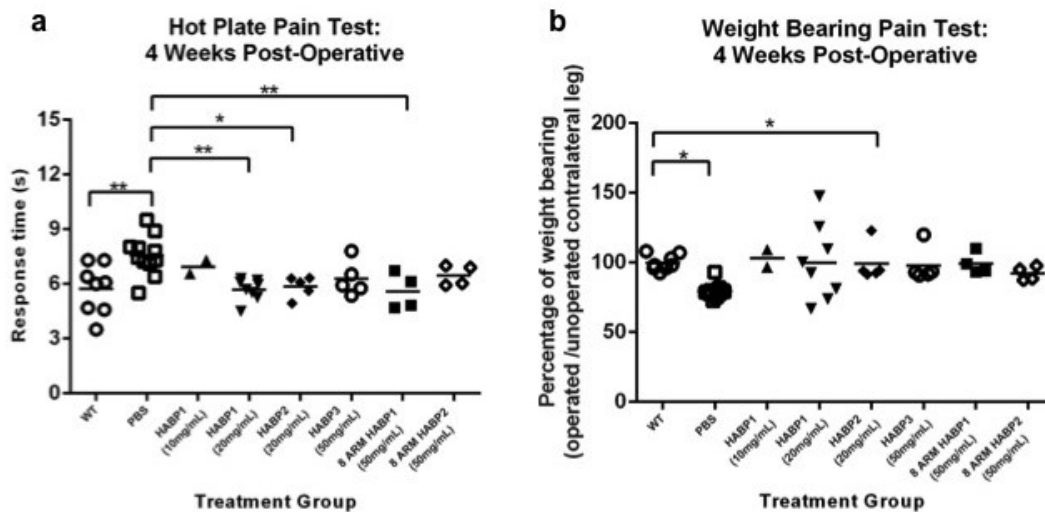 a
Hot Plate Pain Test:
4 Weeks Post-Operative
**
*
**
**
15
12
9
6
3
0
Response time (s)
WT
PBS
HABP1
(10mg/mL)
HABP1
(20mg/mL)
HABP2
(20mg/mL)
HABP3
(50mg/mL)
8 ARM HABP1
(50mg/mL)
8 ARM HABP2
(50mg/mL)
Treatment Group
b
Weight Bearing Pain Test:
4 Weeks Post-Operative
*
*
200
150
100
50
0
Percentage of weight bearing
(operated /unoperated contralateral leg)
WT
PBS
HABP1
(10mg/mL)
HABP1
(20mg/mL)
HABP2
(20mg/mL)
HABP3
(50mg/mL)
8 ARM HABP1
(50mg/mL)
8 ARM HABP2
(50mg/mL)
Treatment Group